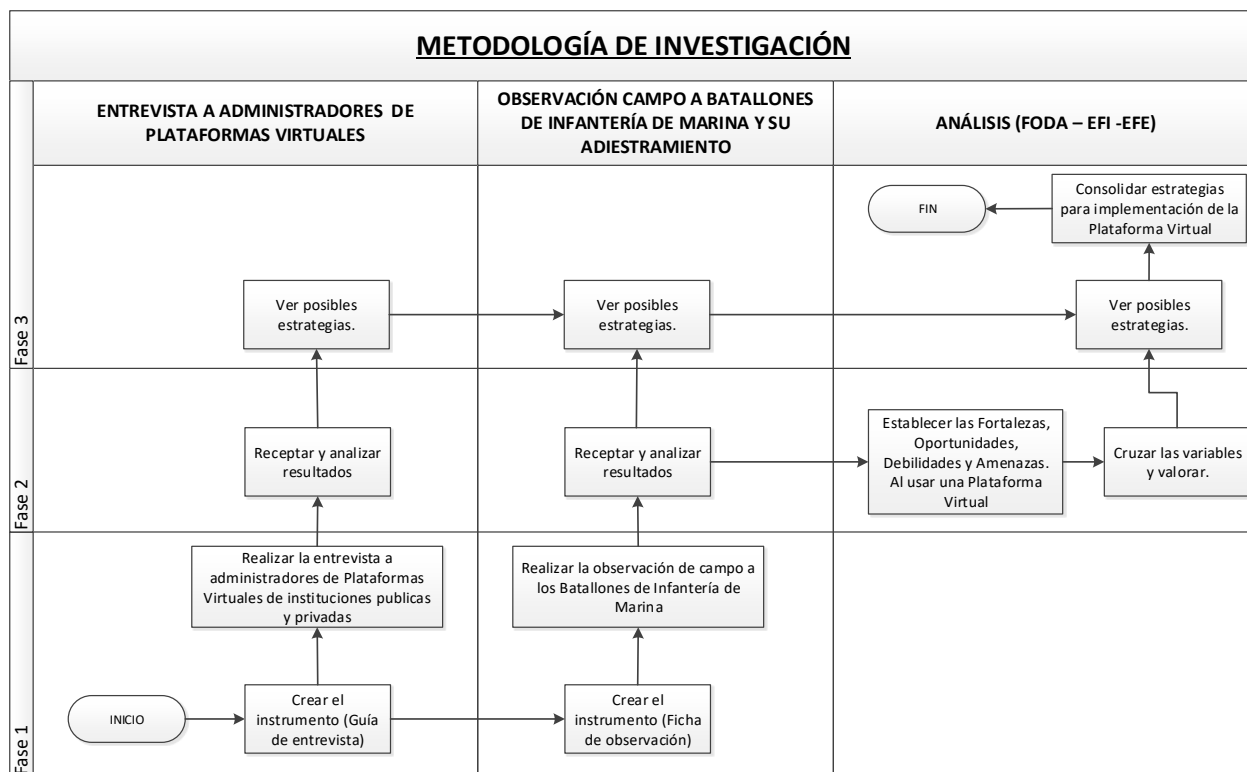 METODOLOGÍA DE INVESTIGACIÓN
ENTREVISTA A ADMINISTRADORES DE
PLATAFORMAS VIRTUALES
OBSERVACIÓN CAMPO A BATALLONES
DE INFANTERÍA DE MARINA Y SU
ADIESTRAMIENTO
ANÁLISIS (FODA – EFI -EFE)
Fase 3
FIN
Consolidar estrategias
para implementación de la
Plataforma Virtual
Ver posibles
estrategias.
Ver posibles
estrategias.
Ver posibles
estrategias.
Fase 2
Receptar y analizar
resultados
Receptar y analizar
resultados
Establecer las Fortalezas,
Oportunidades,
Debilidades y Amenazas.
Al usar una Plataforma
Virtual
Cruzar las variables
y valorar.
Fase 1
Realizar la entrevista a
administradores de Plataformas
Virtuales de instituciones publicas
y privadas
Realizar la observación de campo a
los Batallones de Infantería de
Marina
INICIO
Crear el
instrumento (Guía
de entrevista)
Crear el
instrumento (Ficha
de observación)